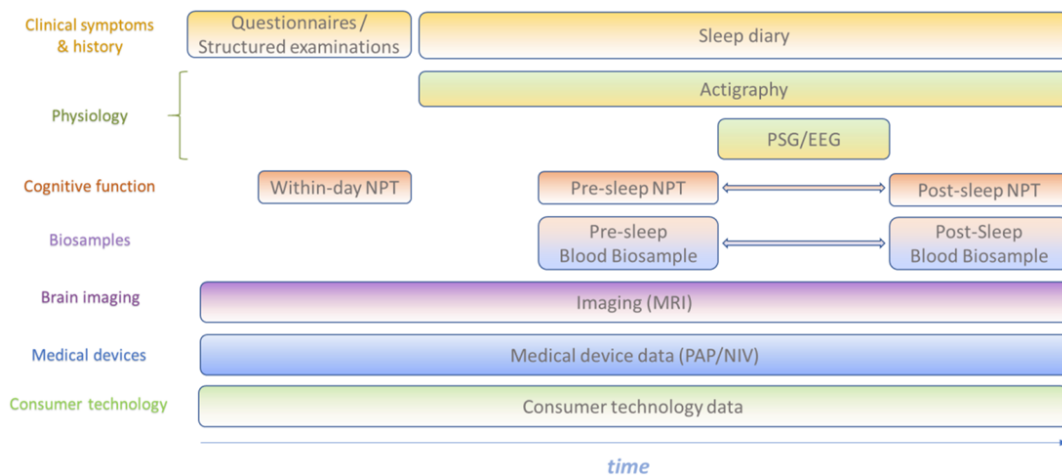 Clinical symptoms
& history
Questionnaires /
Structured examinations
Sleep diary
Physiology
Actigraphy
PSG/EEG
Cognitive function
Within-day NPT
Pre-sleep NPT
Post-sleep NPT
Biosamples
Pre-sleep
Blood Biosample
Post-Sleep
Blood Biosample
Brain imaging
Imaging (MRI)
Medical devices
Medical device data (PAP/NIV)
Consumer technology
Consumer technology data
time